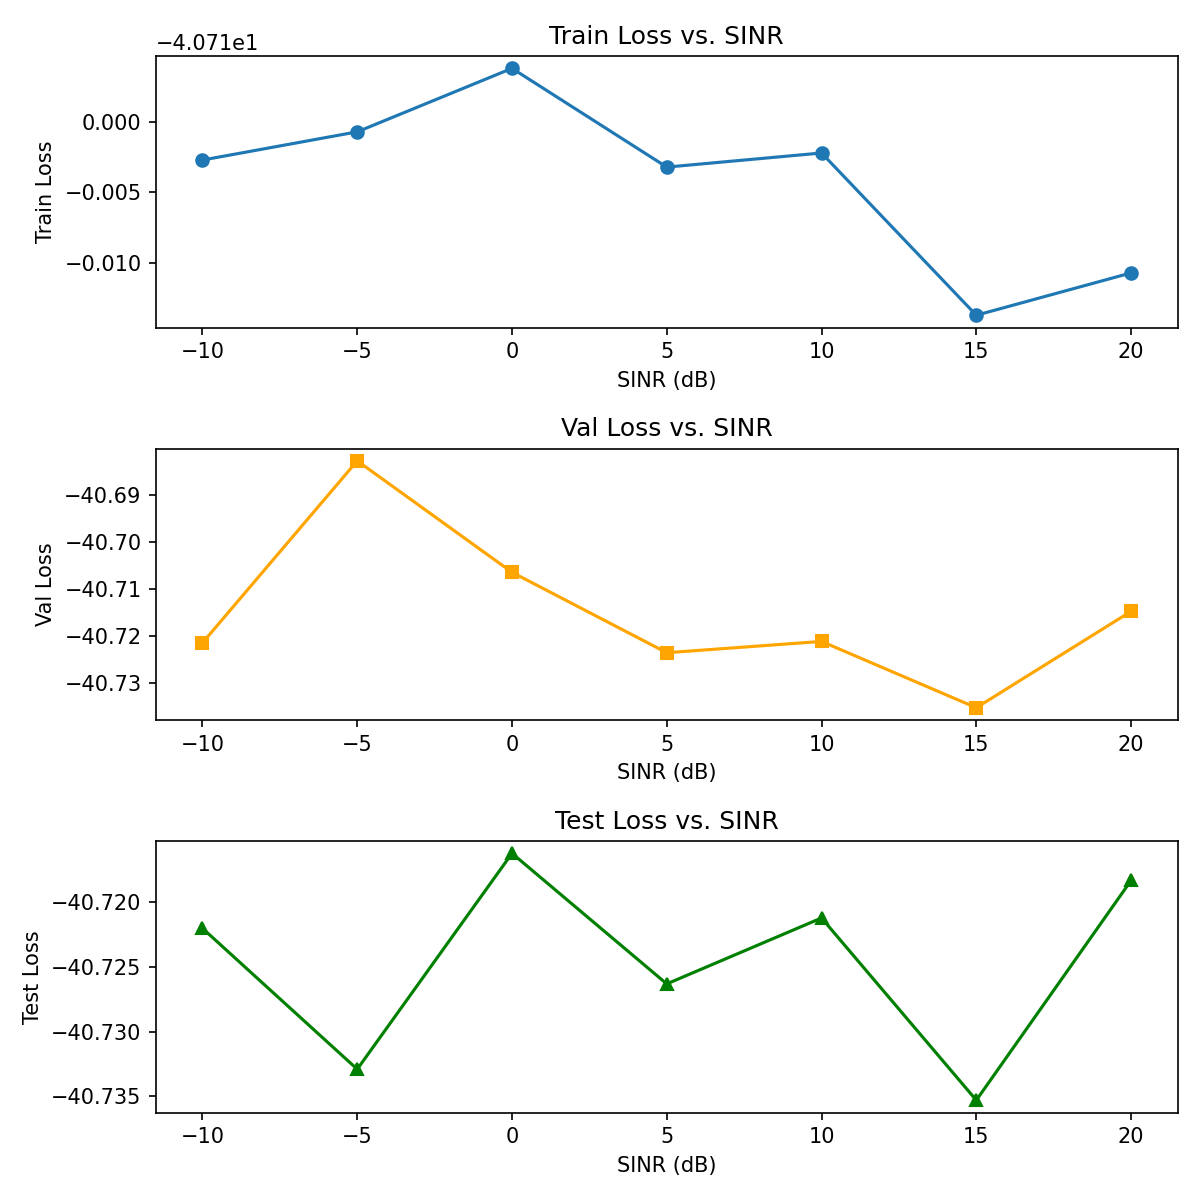 Train Loss vs. SINR
−4.071e1
0.000
−0.005
−0.010
Train Loss
−10 −5 0 5 10 15 20
SINR (dB)
Val Loss vs. SINR
−40.69
−40.70
−40.71
−40.72
−40.73
Val Loss
−10 −5 0 5 10 15 20
SINR (dB)
Test Loss vs. SINR
−40.720
−40.725
−40.730
−40.735
Test Loss
−10 −5 0 5 10 15 20
SINR (dB)